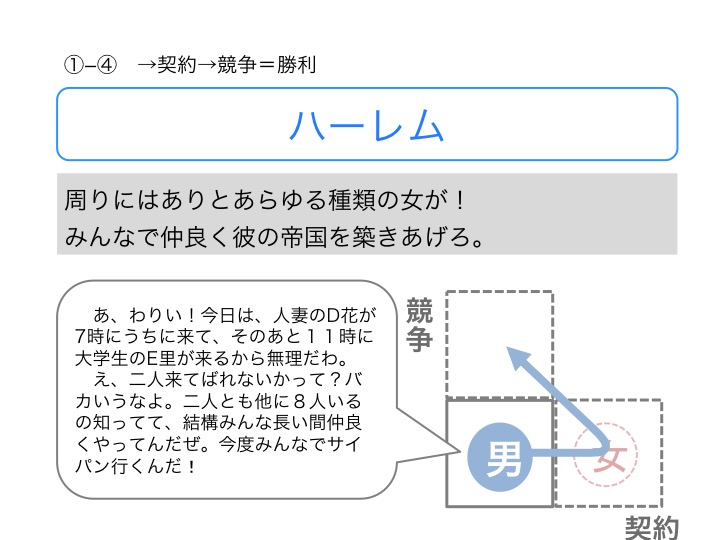 ①−④　→契約→競争＝勝利
ハーレム
周りにはありとあらゆる種類の女が！
みんなで仲良く彼の帝国を築きあげろ。
　あ、わりい！今日は、人妻のD花が
7時にうちに来て、そのあと１１時に
大学生のE里が来るから無理だわ。
　え、二人来てばれないかって？バ
カいうなよ。二人とも他に８人いる
の知ってて、結構みんな長い間仲良
くやってんだぜ。今度みんなでサイ
パン行くんだ！
競争
男
女
契約